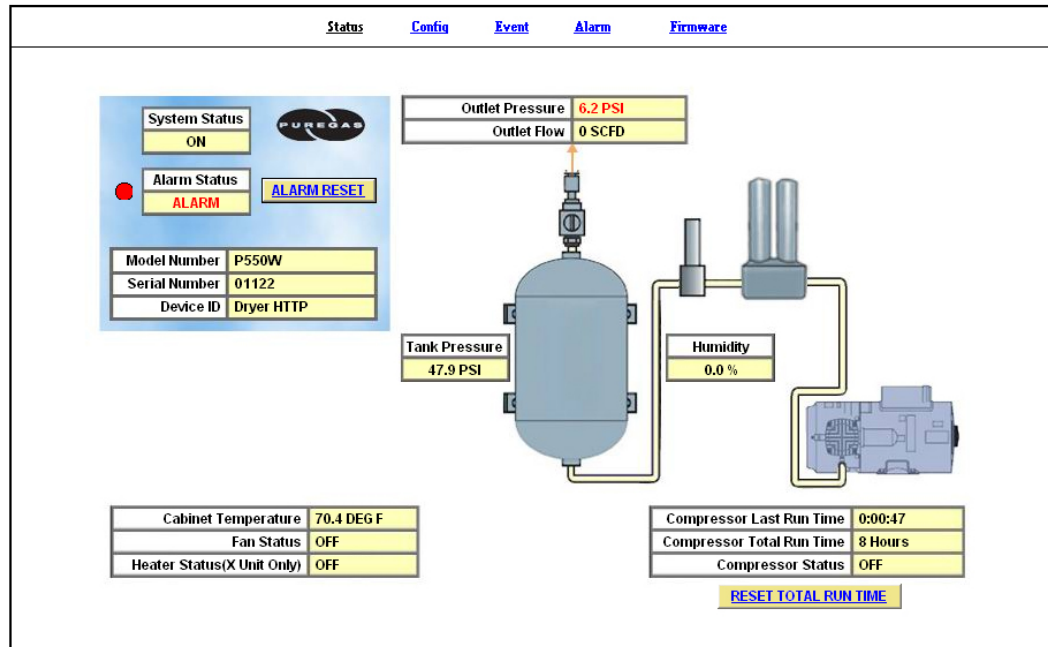 Status Config Event Alarm Firmware
System Status
ON
PUREGAS
Alarm Status
ALARM
ALARM RESET
Model Number P550W
Serial Number 01122
Device ID Dryer HTTP
Outlet Pressure 6.2 PSI
Outlet Flow 0 SCFD
Tank Pressure
47.9 PSI
Humidity
0.0 %
Cabinet Temperature 70.4 DEG F
Fan Status OFF
Heater Status(X Unit Only) OFF
Compressor Last Run Time 0:00:47
Compressor Total Run Time 8 Hours
Compressor Status OFF
RESET TOTAL RUN TIME